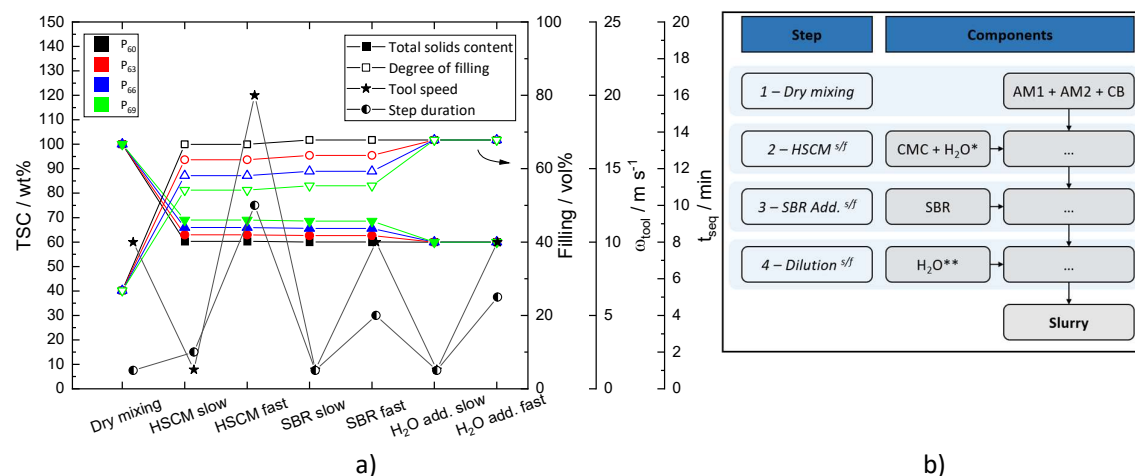 150
140
130
120
110
100
90
80
70
60
50
40
30
20
10
0
TSC / wt%
P60
P63
P66
P69
Total solids content
Degree of filling
Tool speed
Step duration
100
80
60
40
20
0
Filling / vol%
25
20
15
10
5
0
ωtool / m s⁻¹
20
18
16
14
12
10
8
6
4
2
0
tseq / min
Dry mixing
HSCM slow
HSCM fast
SBR slow
SBR fast
H2O add. slow
H2O add. fast
a)
Step Components
1 – Dry mixing AM1 + AM2 + CB
2 – HSCM s/f CMC + H2O* ...
3 – SBR Add. s/f SBR ...
4 – Dilution s/f H2O** ...
Slurry
b)